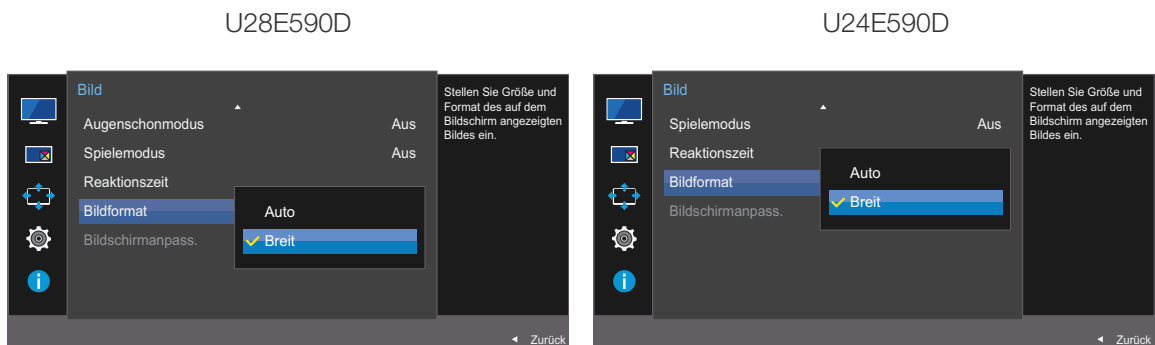 U28E590D
Bild
Augenschonmodus Aus
Spielemodus Aus
Reaktionszeit
Bildformat
Bildschirmanpass.
Auto
Breit
Stellen Sie Größe und
Format des auf dem
Bildschirm angezeigten
Bildes ein.
Zurück
U24E590D
Bild
Spielemodus Aus
Reaktionszeit
Bildformat
Bildschirmanpass.
Auto
Breit
Stellen Sie Größe und
Format des auf dem
Bildschirm angezeigten
Bildes ein.
Zurück